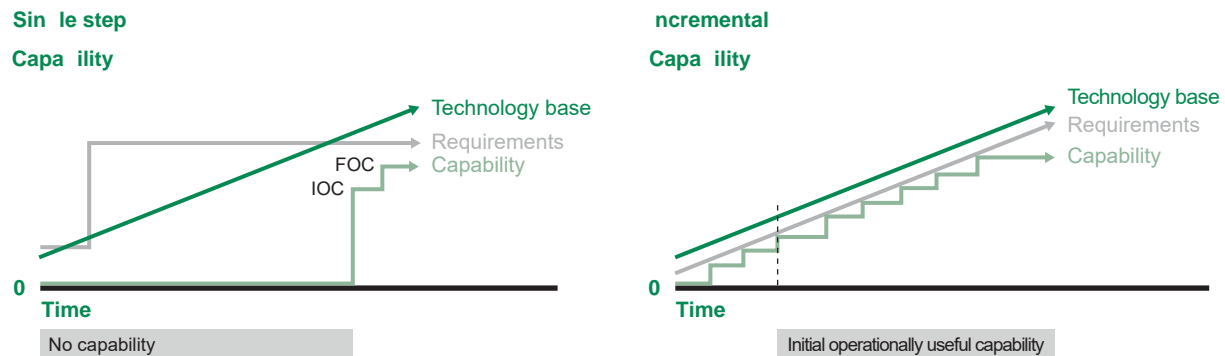 Sin le step
Capa ility
Technology base
Requirements
FOC
Capability
IOC
0
Time
No capability
ncremental
Capa ility
Technology base
Requirements
Capability
0
Time
Initial operationally useful capability